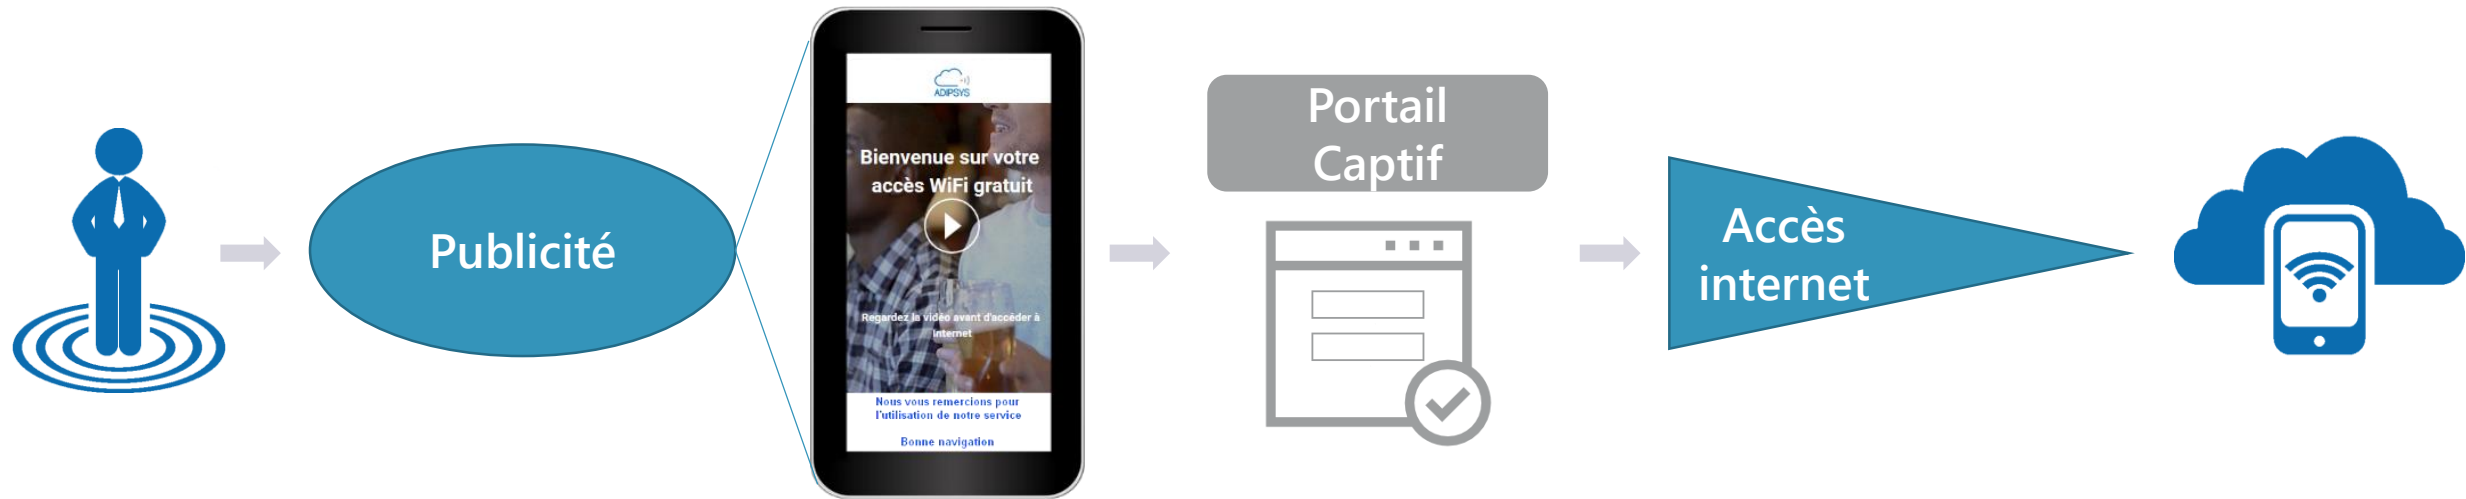 Publicité
ADIPSYS
Bienvenue sur votre
accès WiFi gratuit
Regardez la vidéo avant d'accéder à
Internet
Nous vous remercions pour
l'utilisation de notre service
Bonne navigation
Portail
Captif
Accès
internet